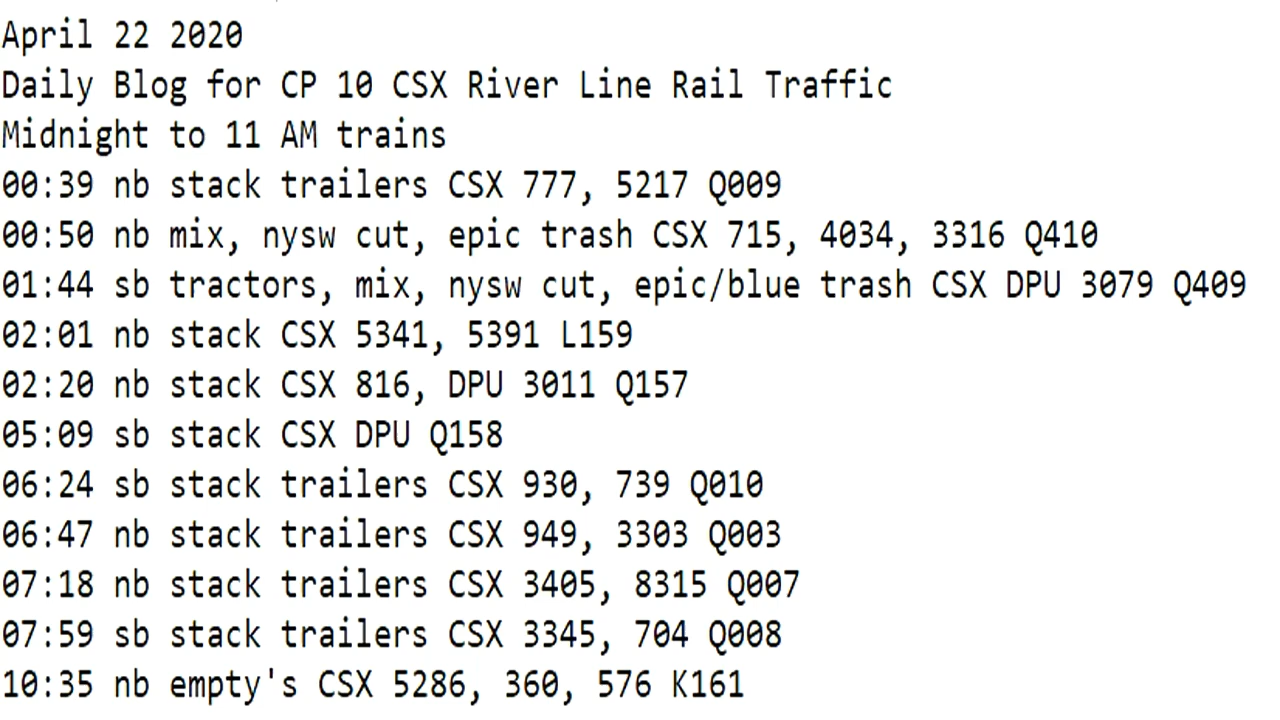 April 22 2020
Daily Blog for CP 10 CSX River Line Rail Traffic
Midnight to 11 AM trains
00:39 nb stack trailers CSX 777, 5217 Q009
00:50 nb mix, nysw cut, epic trash CSX 715, 4034, 3316 Q410
01:44 sb tractors, mix, nysw cut, epic/blue trash CSX DPU 3079 Q409
02:01 nb stack CSX 5341, 5391 L159
02:20 nb stack CSX 816, DPU 3011 Q157
05:09 sb stack CSX DPU Q158
06:24 sb stack trailers CSX 930, 739 Q010
06:47 nb stack trailers CSX 949, 3303 Q003
07:18 nb stack trailers CSX 3405, 8315 Q007
07:59 sb stack trailers CSX 3345, 704 Q008
10:35 nb empty's CSX 5286, 360, 576 K161